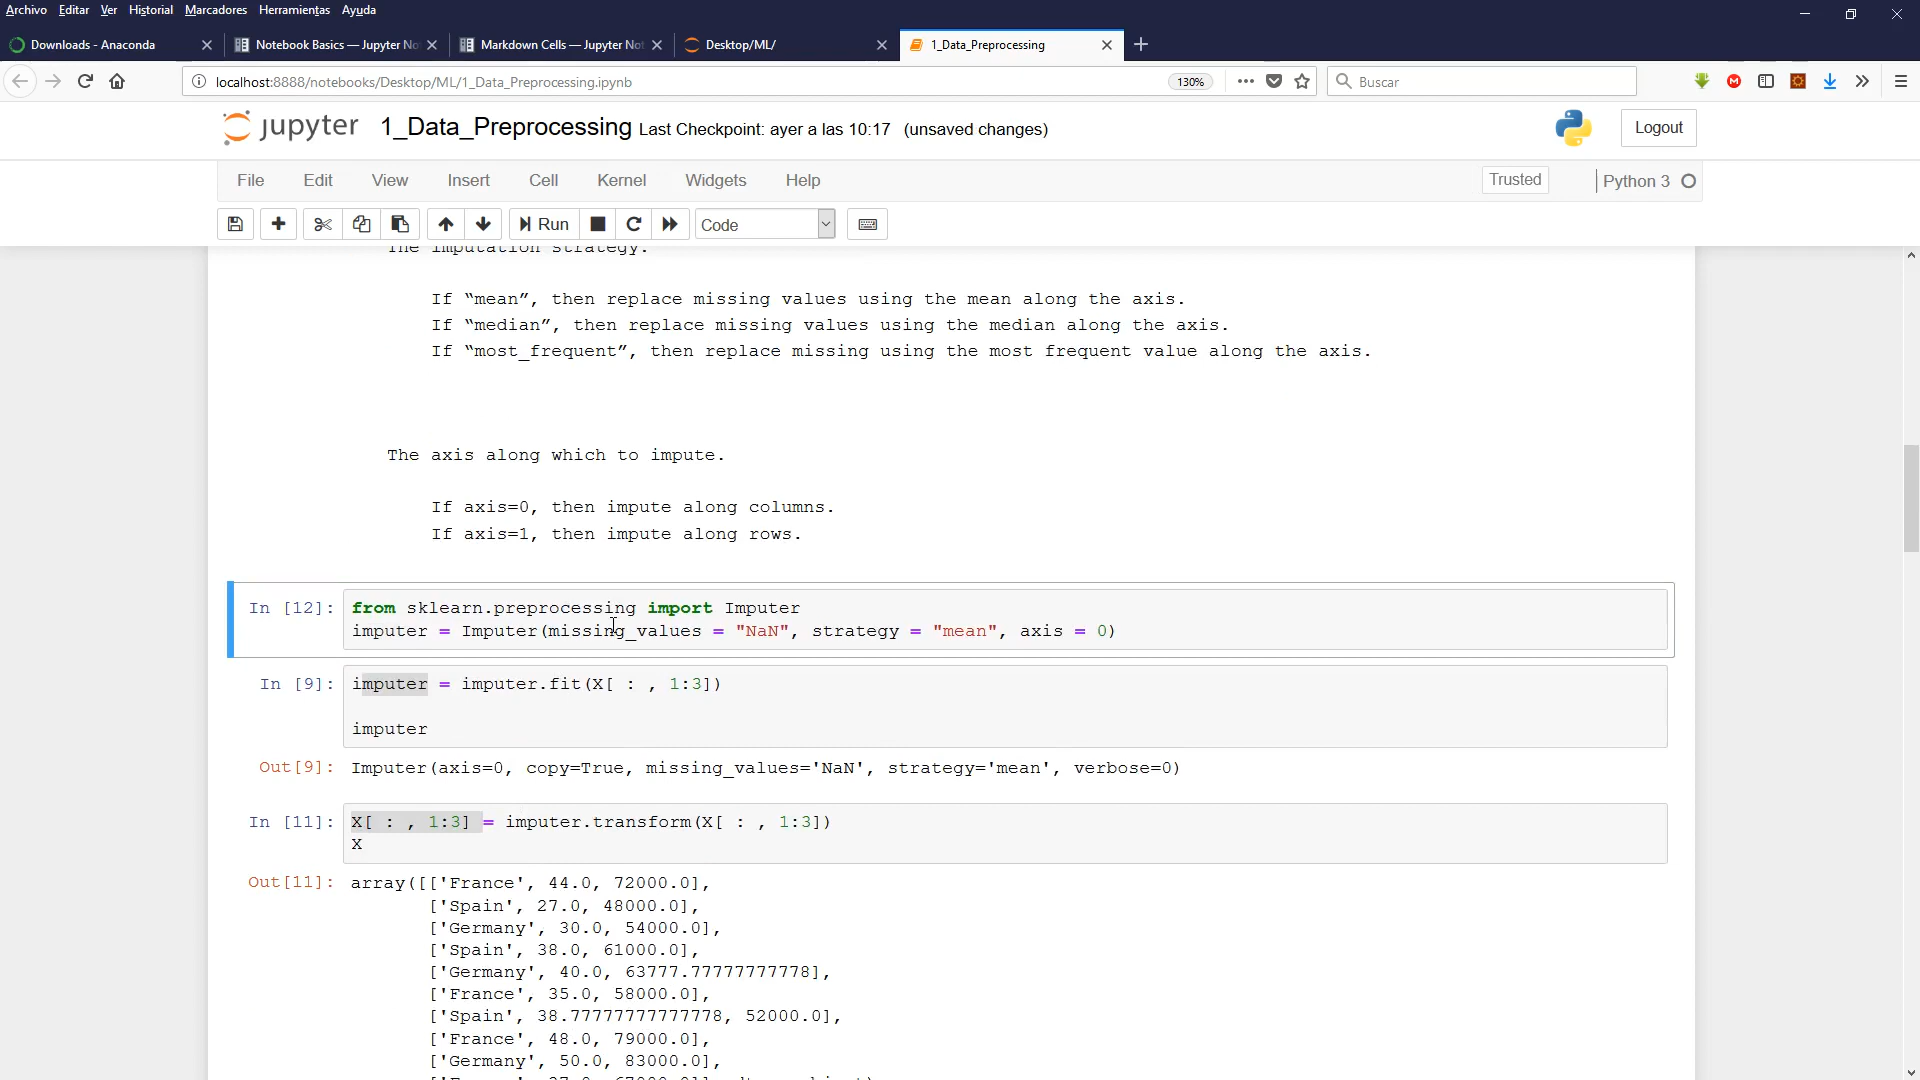 Archivo Editar Ver Historial Marcadores Herramientas Ayuda
Downloads - Anaconda
Notebook Basics — Jupyter No
Markdown Cells — Jupyter Not
Desktop/ML/
1_Data_Preprocessing
localhost:8888/notebooks/Desktop/ML/1_Data_Preprocessing.ipynb
130%
Buscar
jupyter 1_Data_Preprocessing Last Checkpoint: ayer a las 10:17 (unsaved changes)
Logout
File Edit View Insert Cell Kernel Widgets Help
Trusted
Python 3
Run
Code
The imputation strategy.
If “mean”, then replace missing values using the mean along the axis.
If “median”, then replace missing values using the median along the axis.
If “most_frequent”, then replace missing using the most frequent value along the axis.
The axis along which to impute.
If axis=0, then impute along columns.
If axis=1, then impute along rows.
In [12]: from sklearn.preprocessing import Imputer
imputer = Imputer(missing_values = "NaN", strategy = "mean", axis = 0)
In [9]: imputer = imputer.fit(X[ : , 1:3])
imputer
Out[9]: Imputer(axis=0, copy=True, missing_values='NaN', strategy='mean', verbose=0)
In [11]: X[ : , 1:3] = imputer.transform(X[ : , 1:3])
X
Out[11]: array([['France', 44.0, 72000.0],
['Spain', 27.0, 48000.0],
['Germany', 30.0, 54000.0],
['Spain', 38.0, 61000.0],
['Germany', 40.0, 63777.77777777778],
['France', 35.0, 58000.0],
['Spain', 38.77777777777778, 52000.0],
['France', 48.0, 79000.0],
['Germany', 50.0, 83000.0],